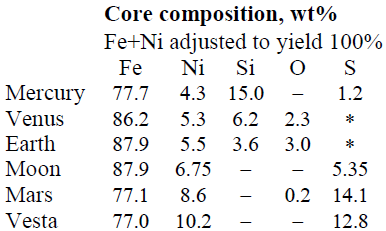 Core composition, wt%
Fe+Ni adjusted to yield 100%
Fe Ni Si O S
Mercury 77.7 4.3 15.0 – 1.2
Venus 86.2 5.3 6.2 2.3 *
Earth 87.9 5.5 3.6 3.0 *
Moon 87.9 6.75 – – 5.35
Mars 77.1 8.6 – 0.2 14.1
Vesta 77.0 10.2 – – 12.8